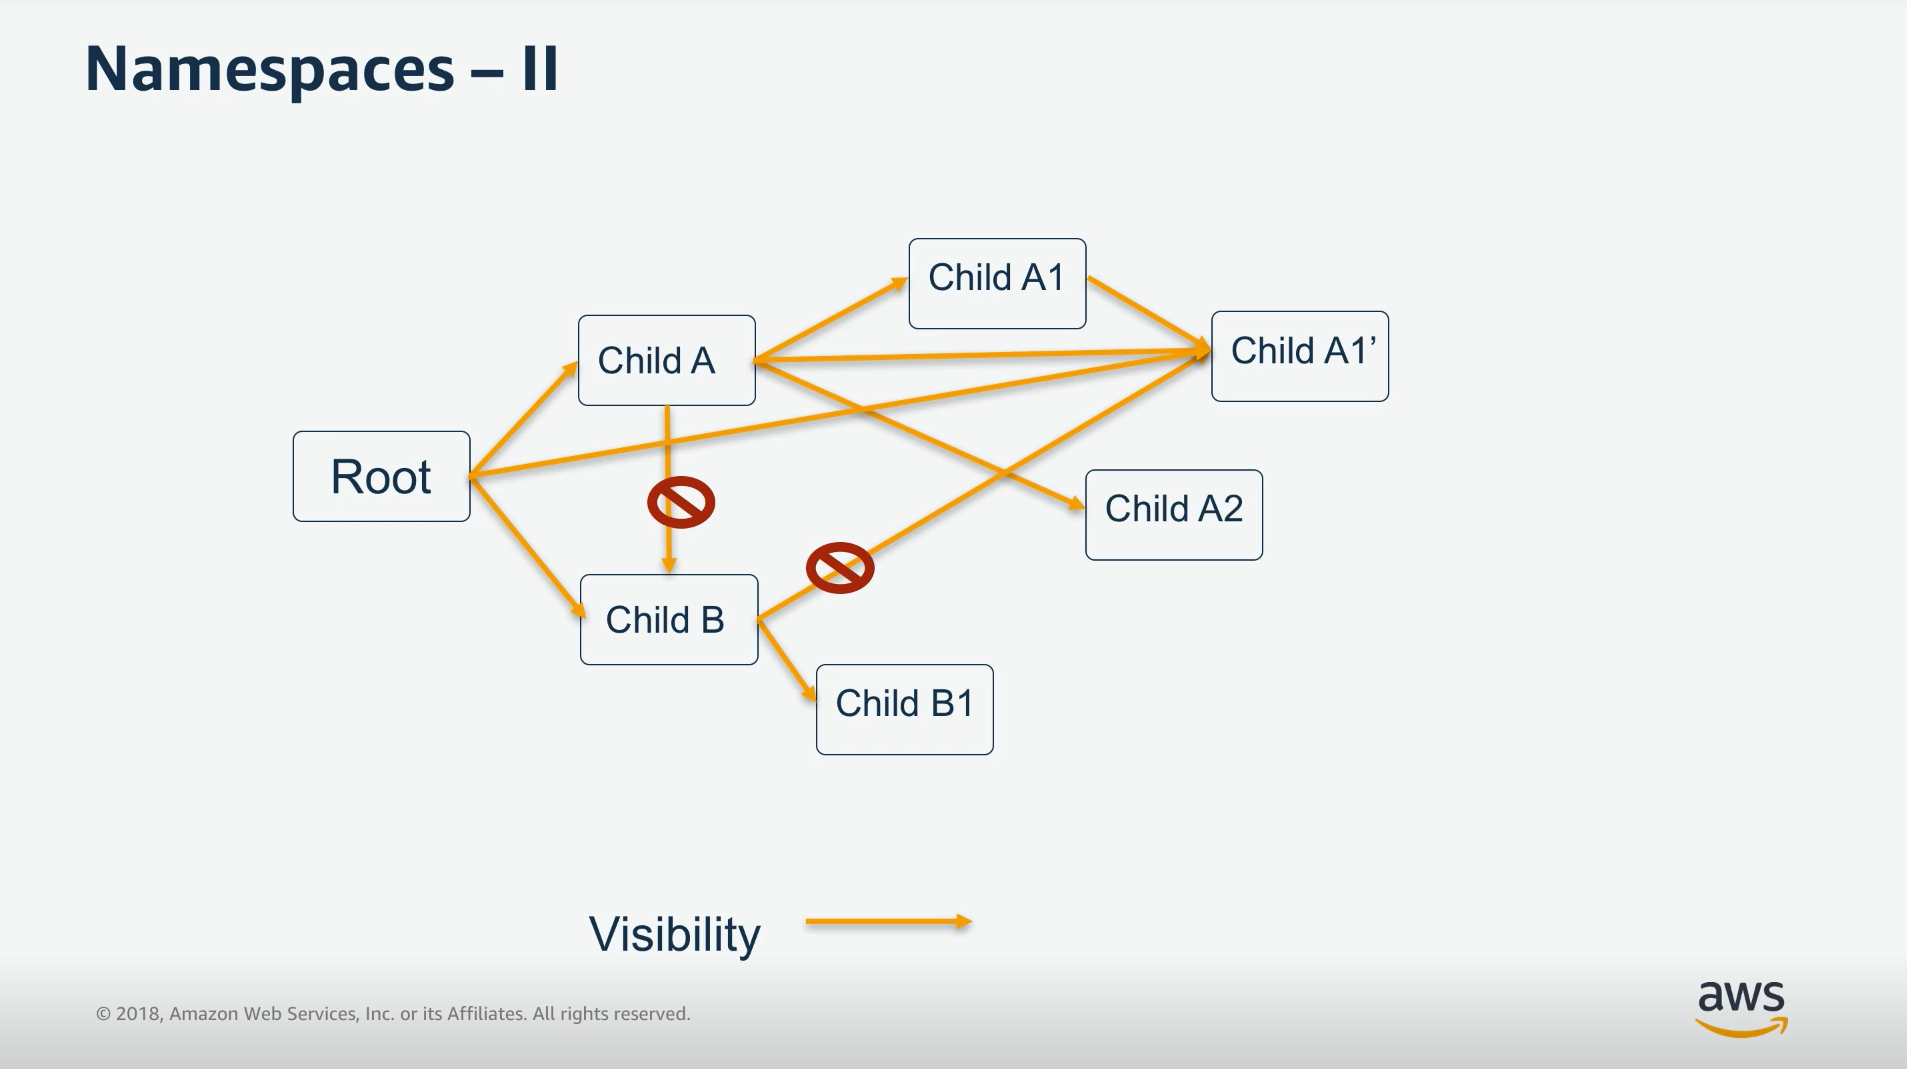 Namespaces – II
Child A1
Child A
Child A1’
Root
Child A2
Child B
Child B1
Visibility
© 2018, Amazon Web Services, Inc. or its Affiliates. All rights reserved.
aws